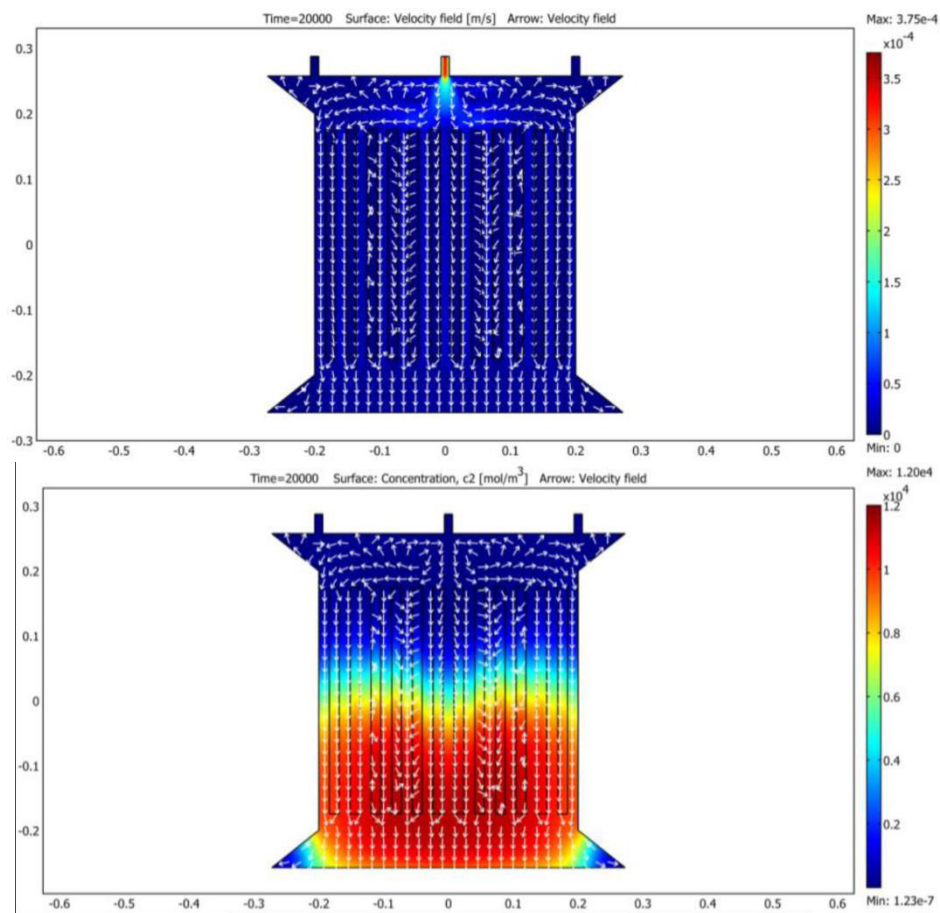 Time=20000 Surface: Velocity field [m/s] Arrow: Velocity field
Max: 3.75e-4
x10-4
0.3
0.2
0.1
0
-0.1
-0.2
-0.3
-0.6 -0.5 -0.4 -0.3 -0.2 -0.1 0 0.1 0.2 0.3 0.4 0.5 0.6
3.5
3
2.5
2
1.5
1
0.5
0
Min: 0
Time=20000 Surface: Concentration, c2 [mol/m3] Arrow: Velocity field
Max: 1.20e4
x104
0.3
0.2
0.1
0
-0.1
-0.2
-0.6 -0.5 -0.4 -0.3 -0.2 -0.1 0 0.1 0.2 0.3 0.4 0.5 0.6
1.2
1
0.8
0.6
0.4
0.2
Min: 1.23e-7